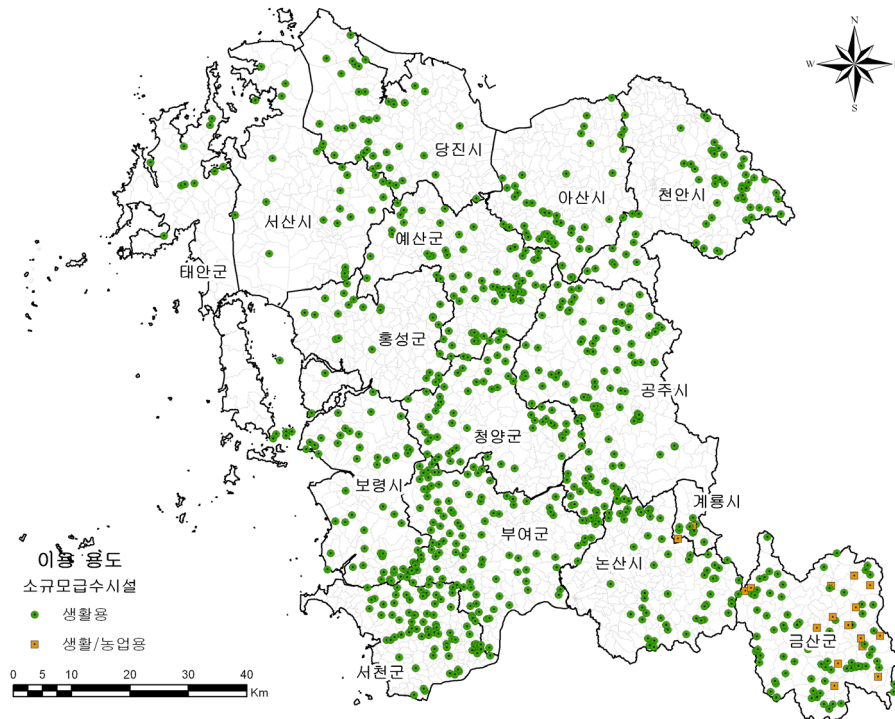 N
W
S
당진시
아산시
천안시
서산시
예산군
태안군
홍성군
공주시
청양군
보령시
계룡시
부여군
논산시
이용 용도
소규모급수시설
생활용
생활/농업용
금산군
서천군
0 5 10 20 30 40
Km